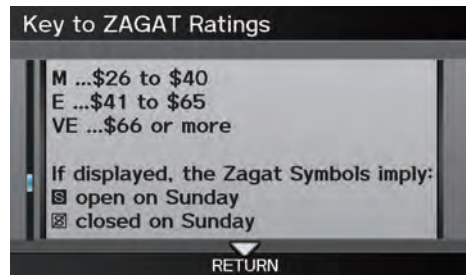 Key to ZAGAT Ratings
M ...$26 to $40
E ...$41 to $65
VE ...$66 or more
If displayed, the Zagat Symbols imply:
S open on Sunday
S closed on Sunday
RETURN